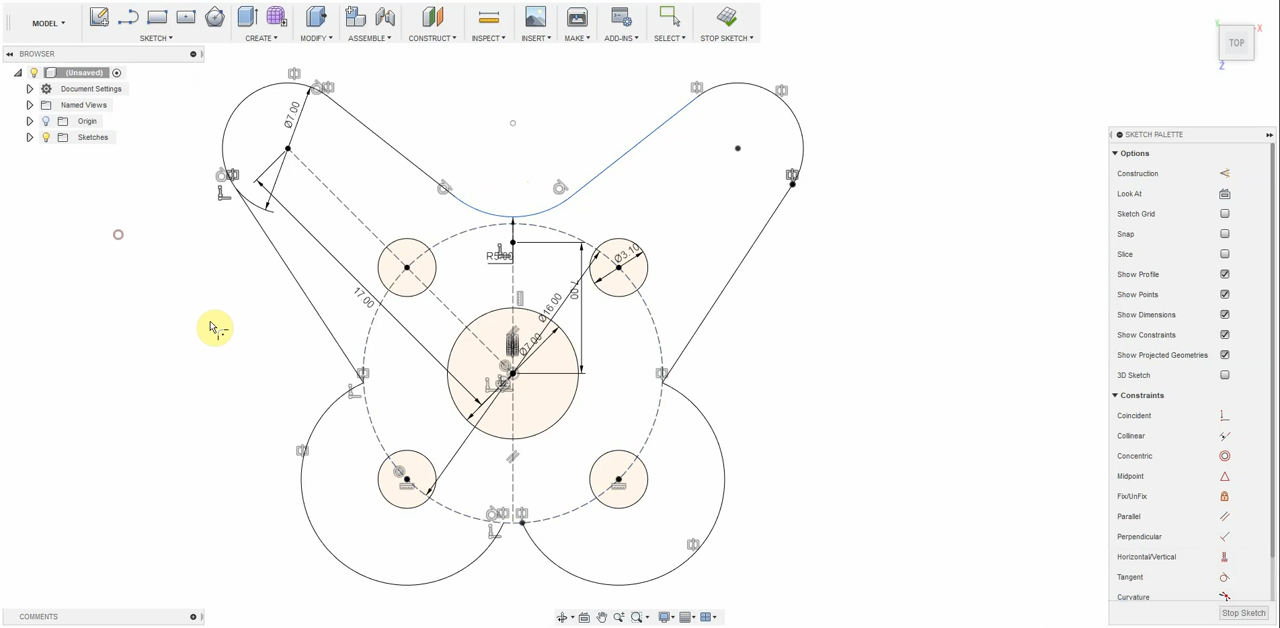 MODEL
SKETCH
CREATE
MODIFY
ASSEMBLE
CONSTRUCT
INSPECT
INSERT
MAKE
ADD-INS
SELECT
STOP SKETCH
BROWSER
(Unsaved)
Document Settings
Named Views
Origin
Sketches
X
Y
Z
TOP
SKETCH PALETTE
Options
Construction
Look At
Sketch Grid
Snap
Slice
Show Profile
Show Points
Show Dimensions
Show Constraints
Show Projected Geometries
3D Sketch
Constraints
Coincident
Collinear
Concentric
Midpoint
Fix/UnFix
Parallel
Perpendicular
Horizontal/Vertical
Tangent
Curvature
Stop Sketch
Ø7.00
17.00
Ø3.10
Ø16.00
Ø7.00
7.00
COMMENTS